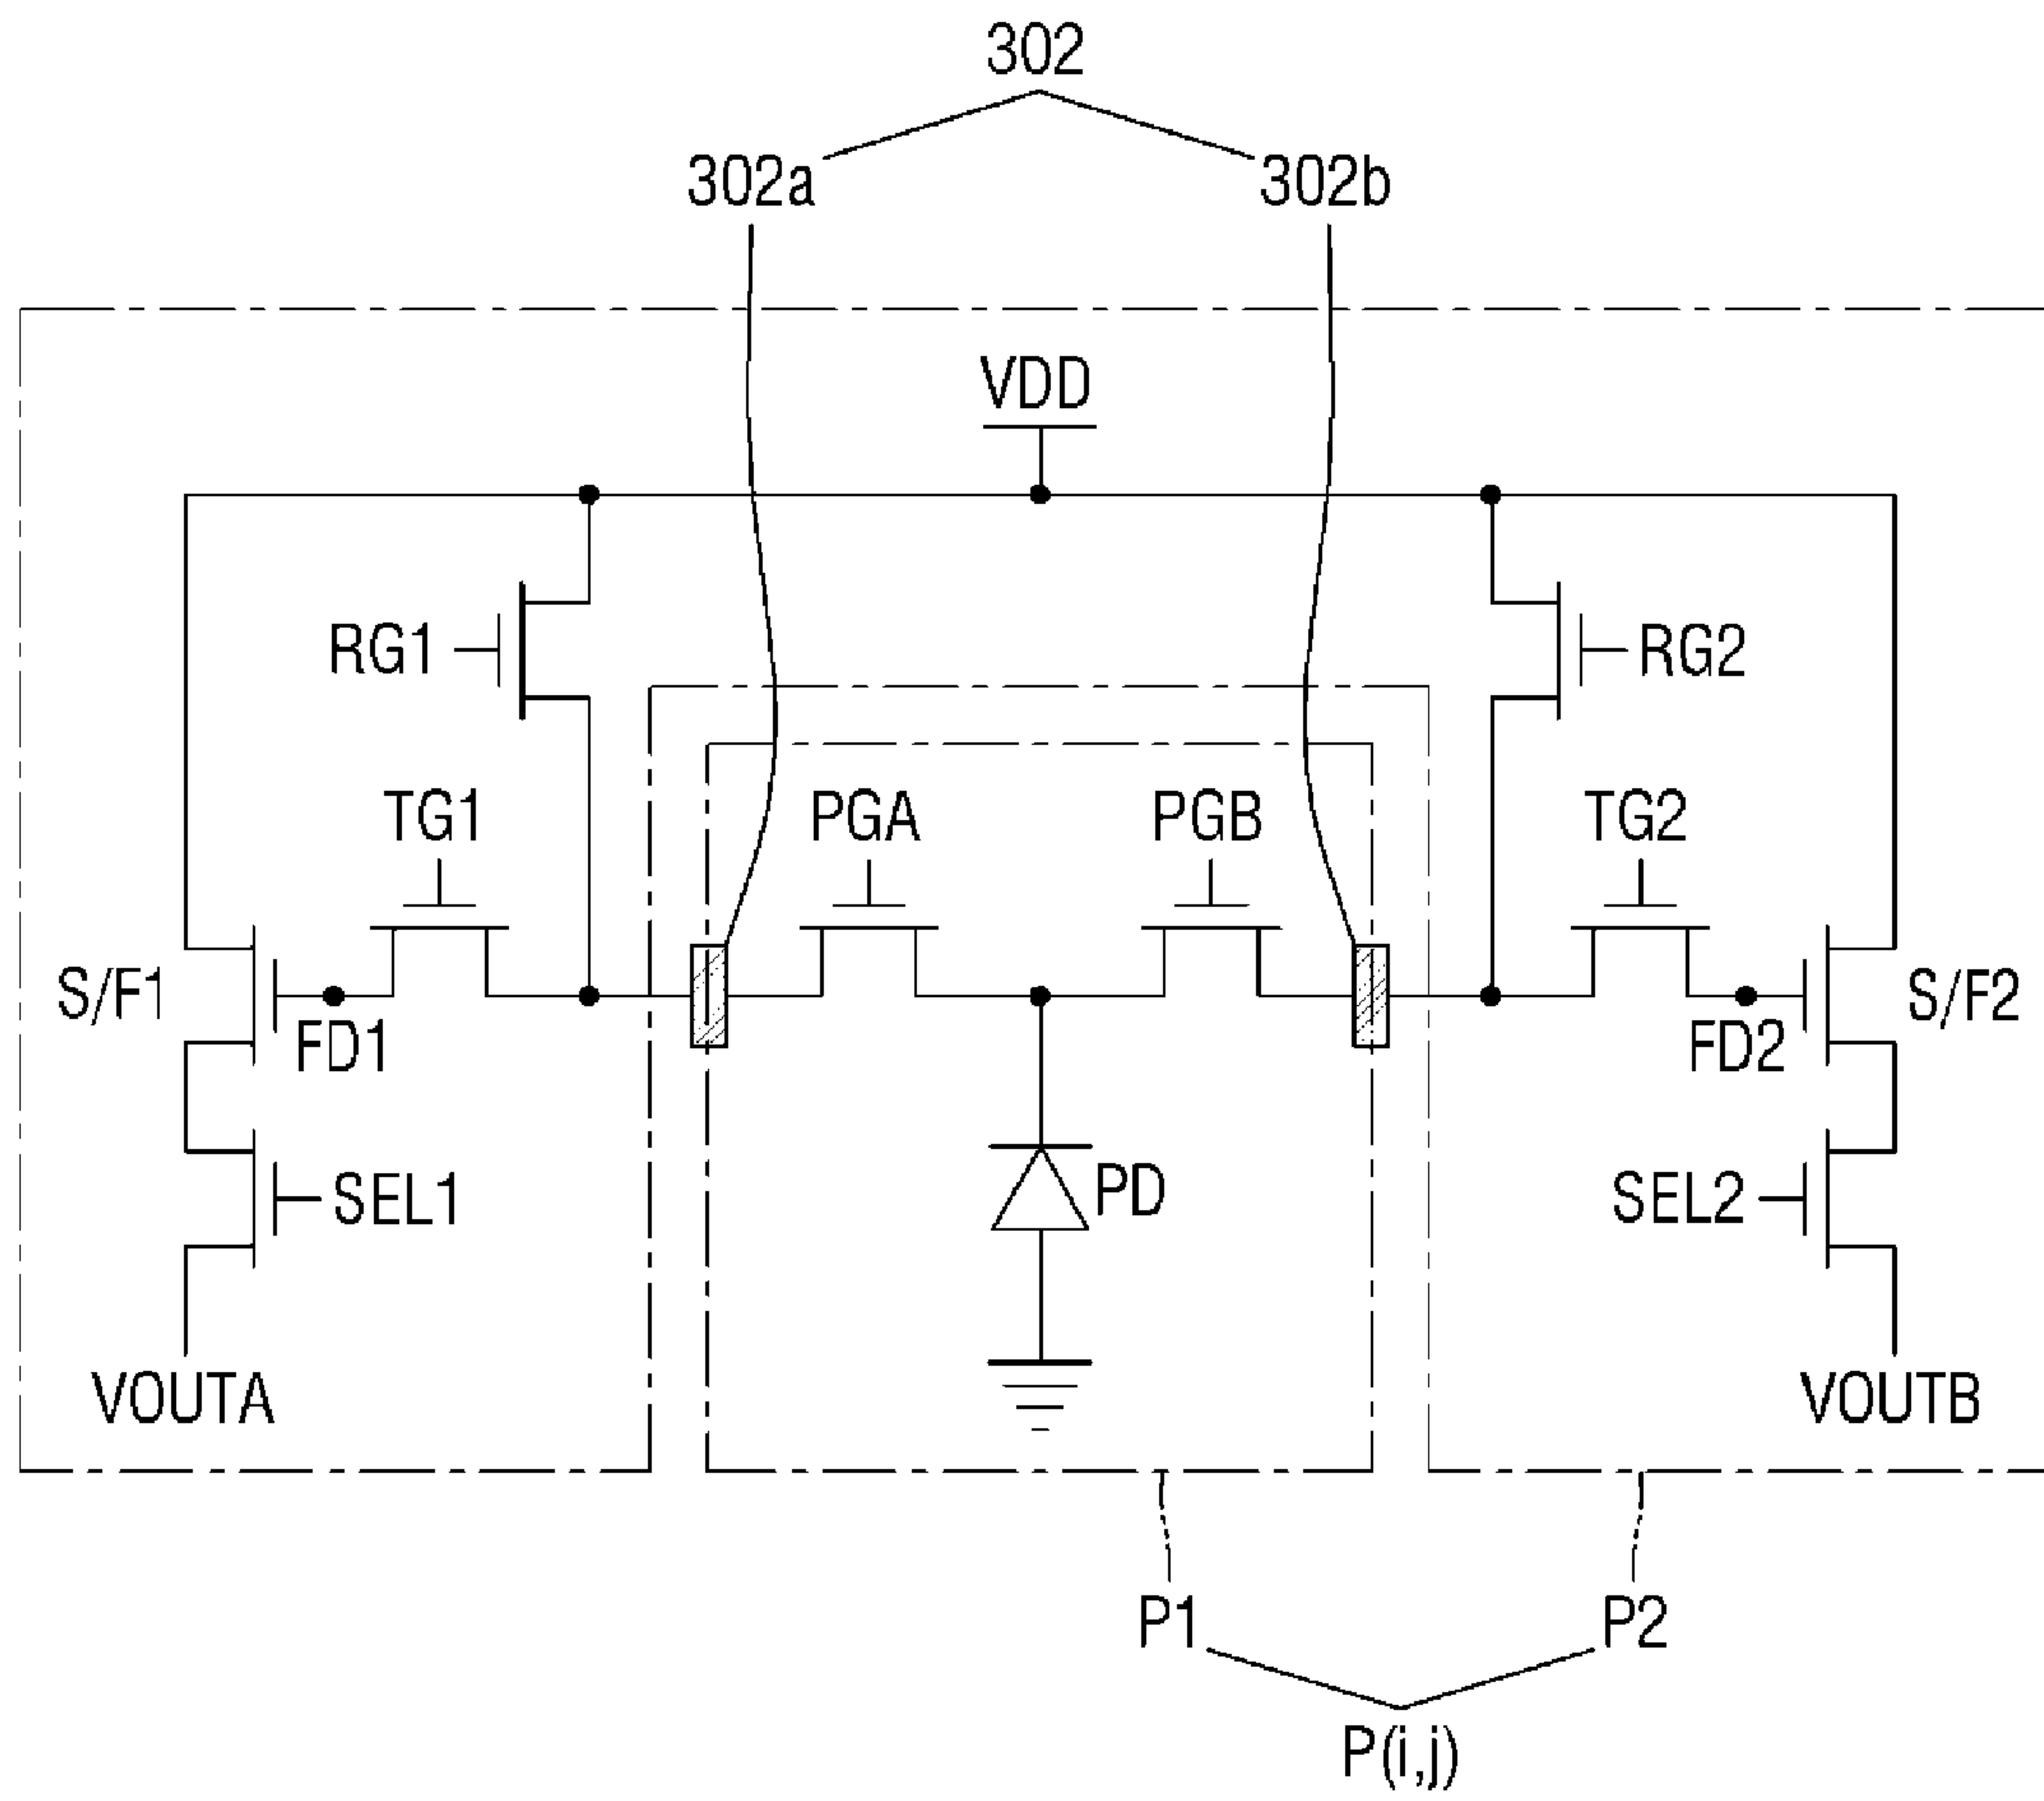 302
302a 302b
VDD
RG1 RG2
TG1 PGA PGB TG2
S/F1 S/F2
FD1 FD2
SEL1 PD SEL2
VOUTA VOUTB
P1 P2
P(i,j)